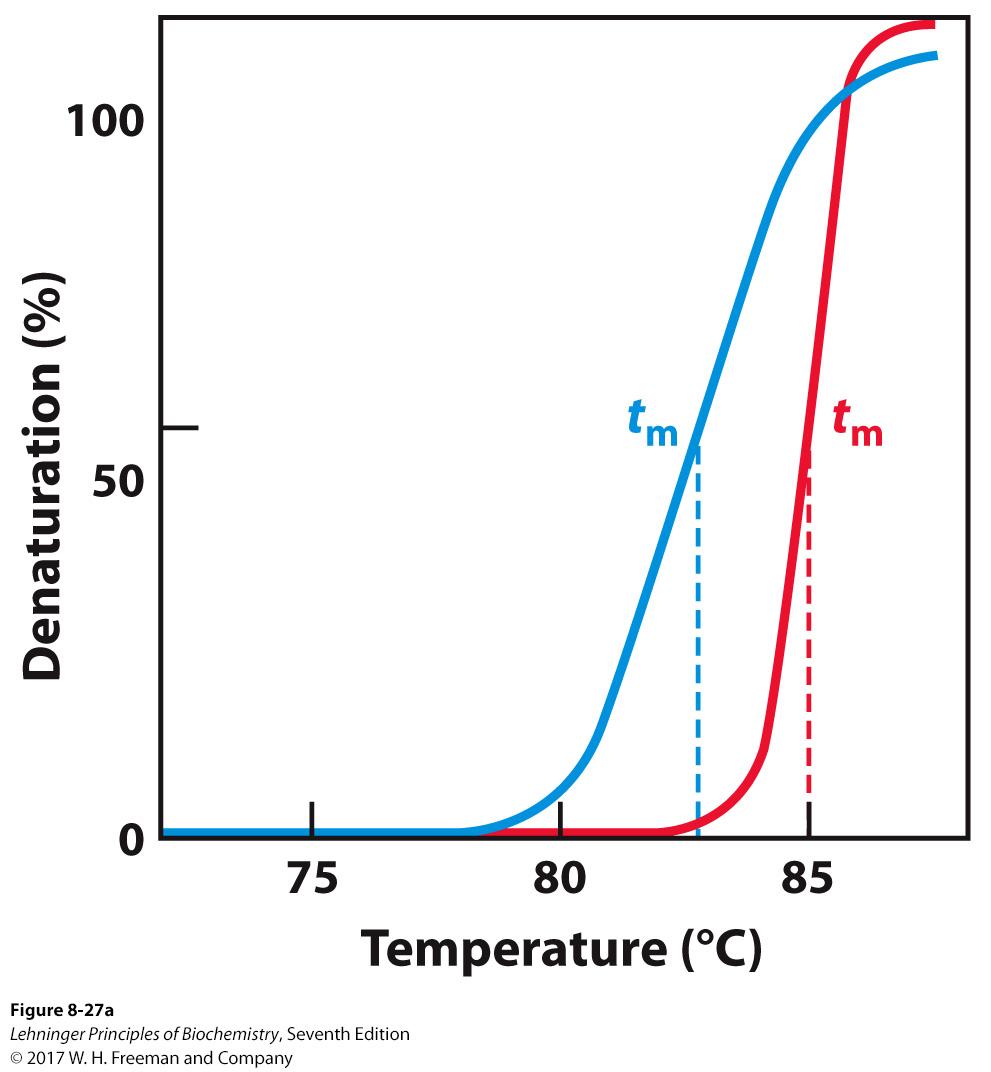 100
50
0
Denaturation (%)
tm
tm
75 80 85
Temperature (°C)
Figure 8-27a
Lehninger Principles of Biochemistry, Seventh Edition
© 2017 W. H. Freeman and Company